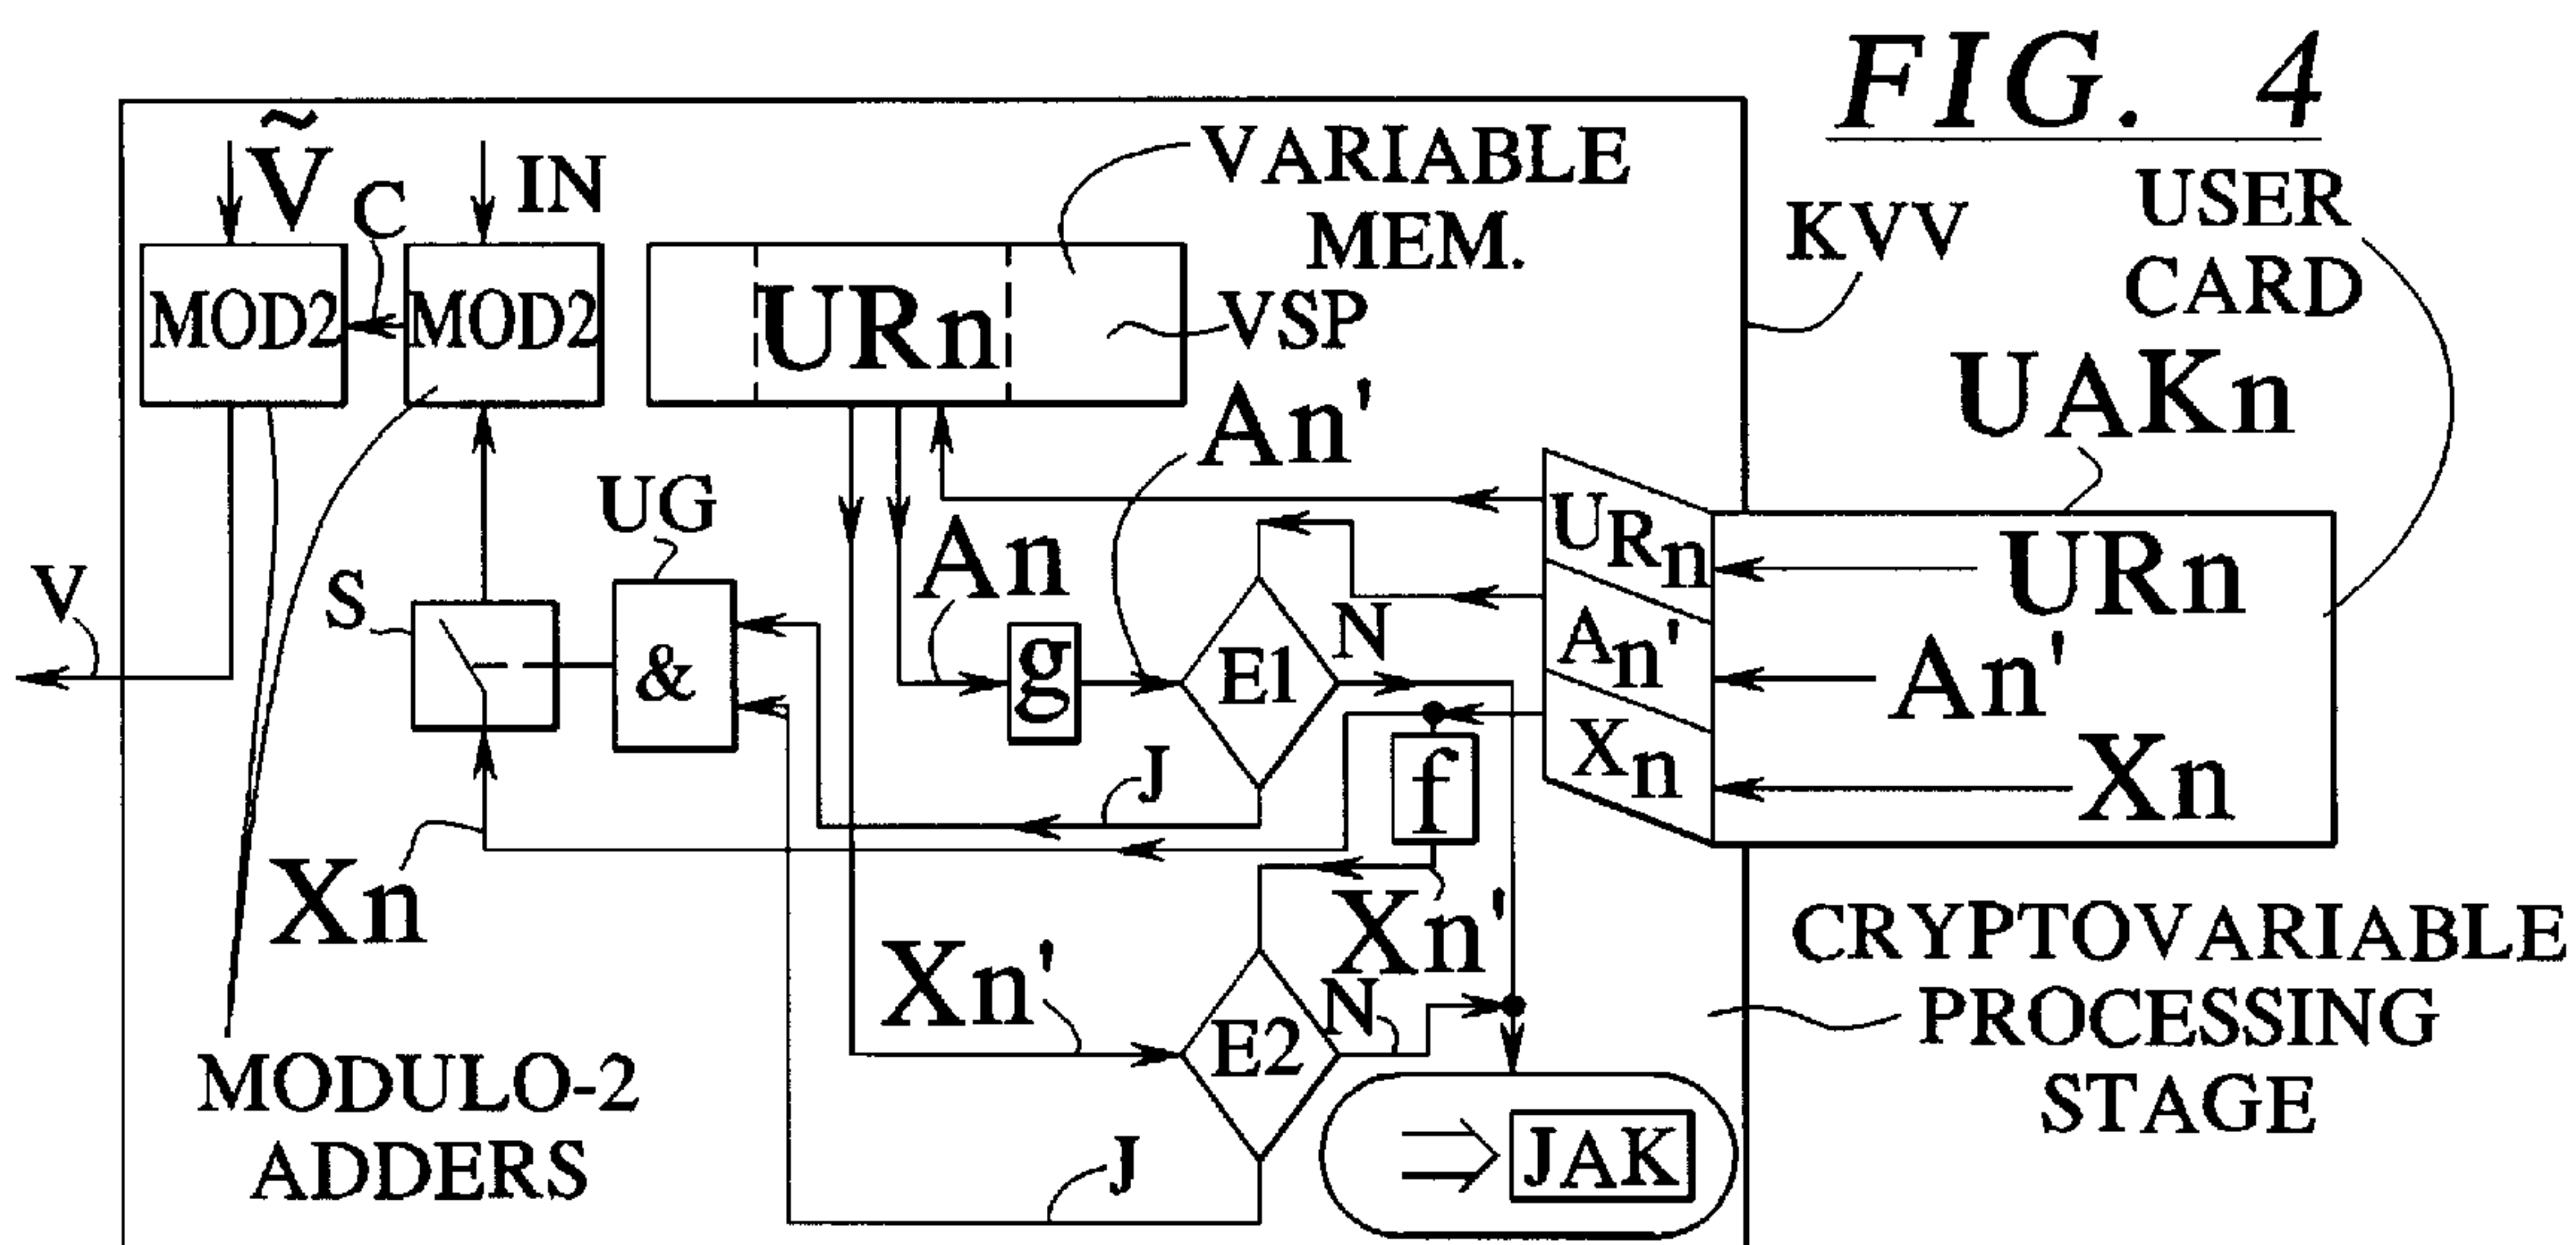 FIG. 4
Ṽ
C
IN
VARIABLE
MEM.
KVV
USER
CARD
MOD2
MOD2
URn
VSP
UAKn
An'
UG
V
S
&
An
g
E1
N
URn
An'
Xn
URn
An'
Xn
J
f
Xn
Xn'
Xn'
E2
N
CRYPTOVARIABLE
PROCESSING
STAGE
MODULO-2
ADDERS
J
JAK